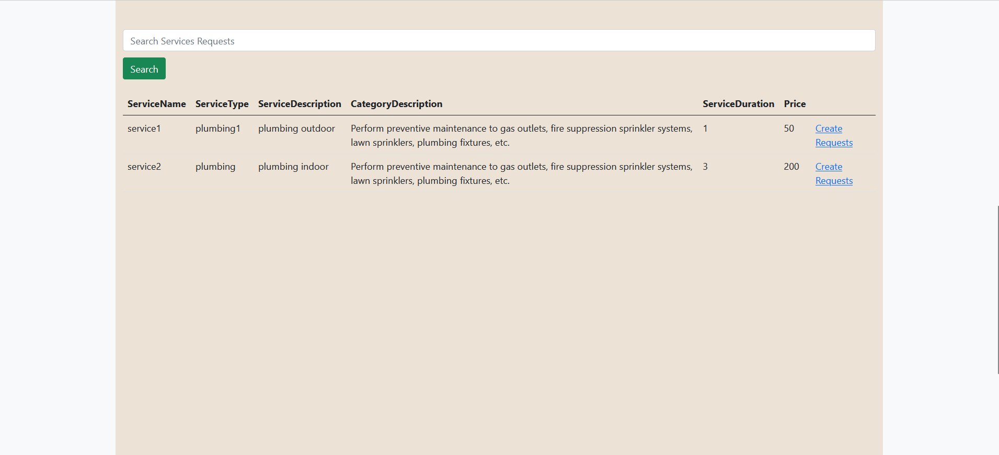 Search Services Requests
Search
ServiceName ServiceType ServiceDescription CategoryDescription ServiceDuration Price
service1 plumbing1 plumbing outdoor Perform preventive maintenance to gas outlets, fire suppression sprinkler systems, 1 50 Create
lawn sprinklers, plumbing fixtures, etc. Requests
service2 plumbing plumbing indoor Perform preventive maintenance to gas outlets, fire suppression sprinkler systems, 3 200 Create
lawn sprinklers, plumbing fixtures, etc. Requests